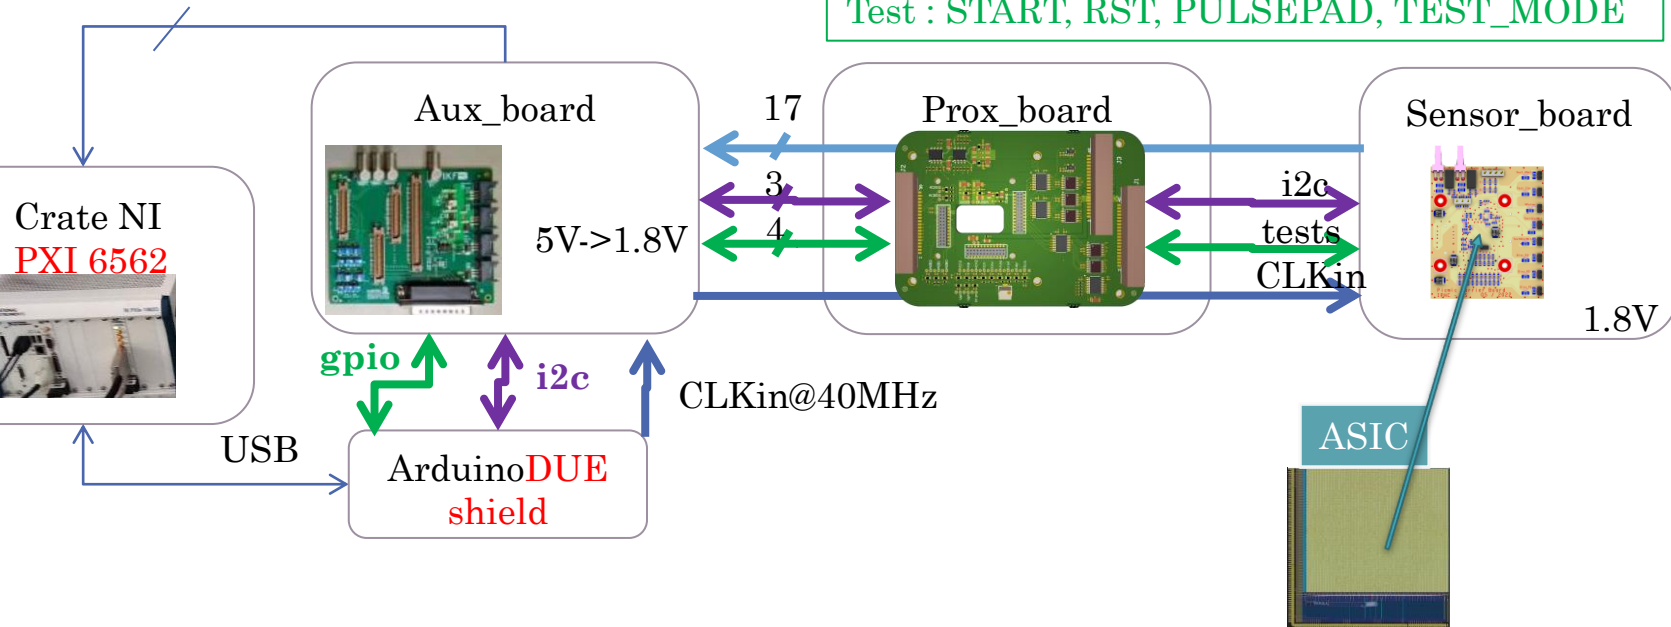 Test : START, RST, PULSEPAD, TEST_MODE
Aux_board
17
Prox_board
Sensor_board
3
i2c
Crate NI
5V->1.8V
4
tests
PXI 6562
CLKin
1.8V
gpio
i2c
CLKin@40MHz
USB
ArduinoDUE
shield
ASIC